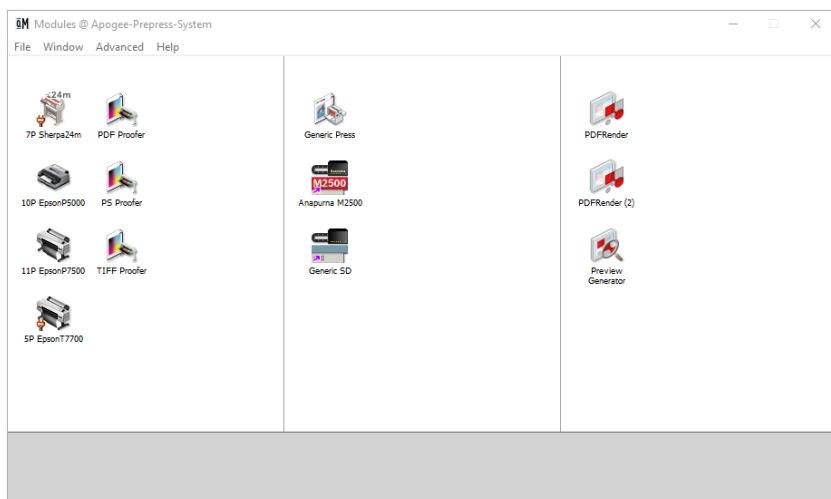 Modules @ Apogee-Prepress-System
File Window Advanced Help
24m
7P Sherpa24m
PDF Proofer
10P EpsonP5000
PS Proofer
11P EpsonP7500
TIFF Proofer
5P EpsonT7700
Generic Press
M2500
Anapurna M2500
Generic SD
PDFRender
PDFRender (2)
Preview
Generator